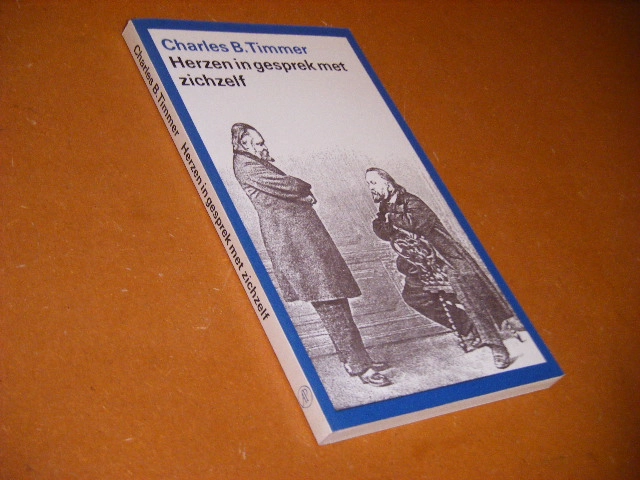 Charles B. Timmer
Herzen in gesprek met
zichzelf
Charles B. Timmer Herzen in gesprek met zichzelf